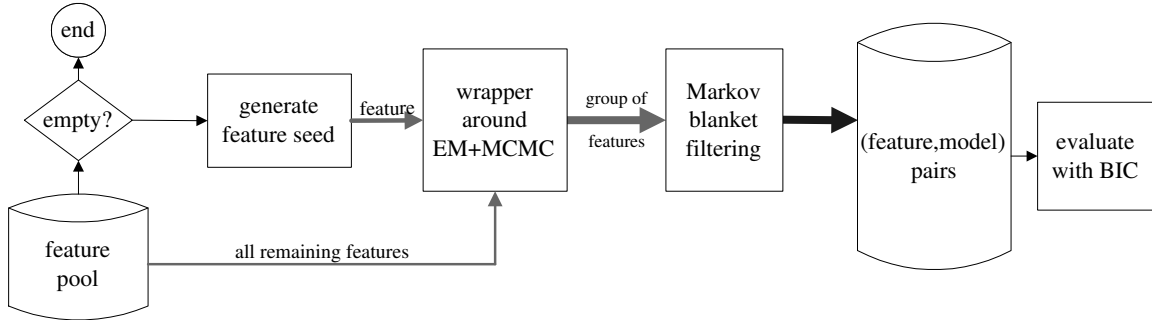 end
empty?
feature
pool
generate
feature seed
feature
all remaining features
wrapper
around
EM+MCMC
group of
features
Markov
blanket
filtering
(feature,model)
pairs
evaluate
with BIC